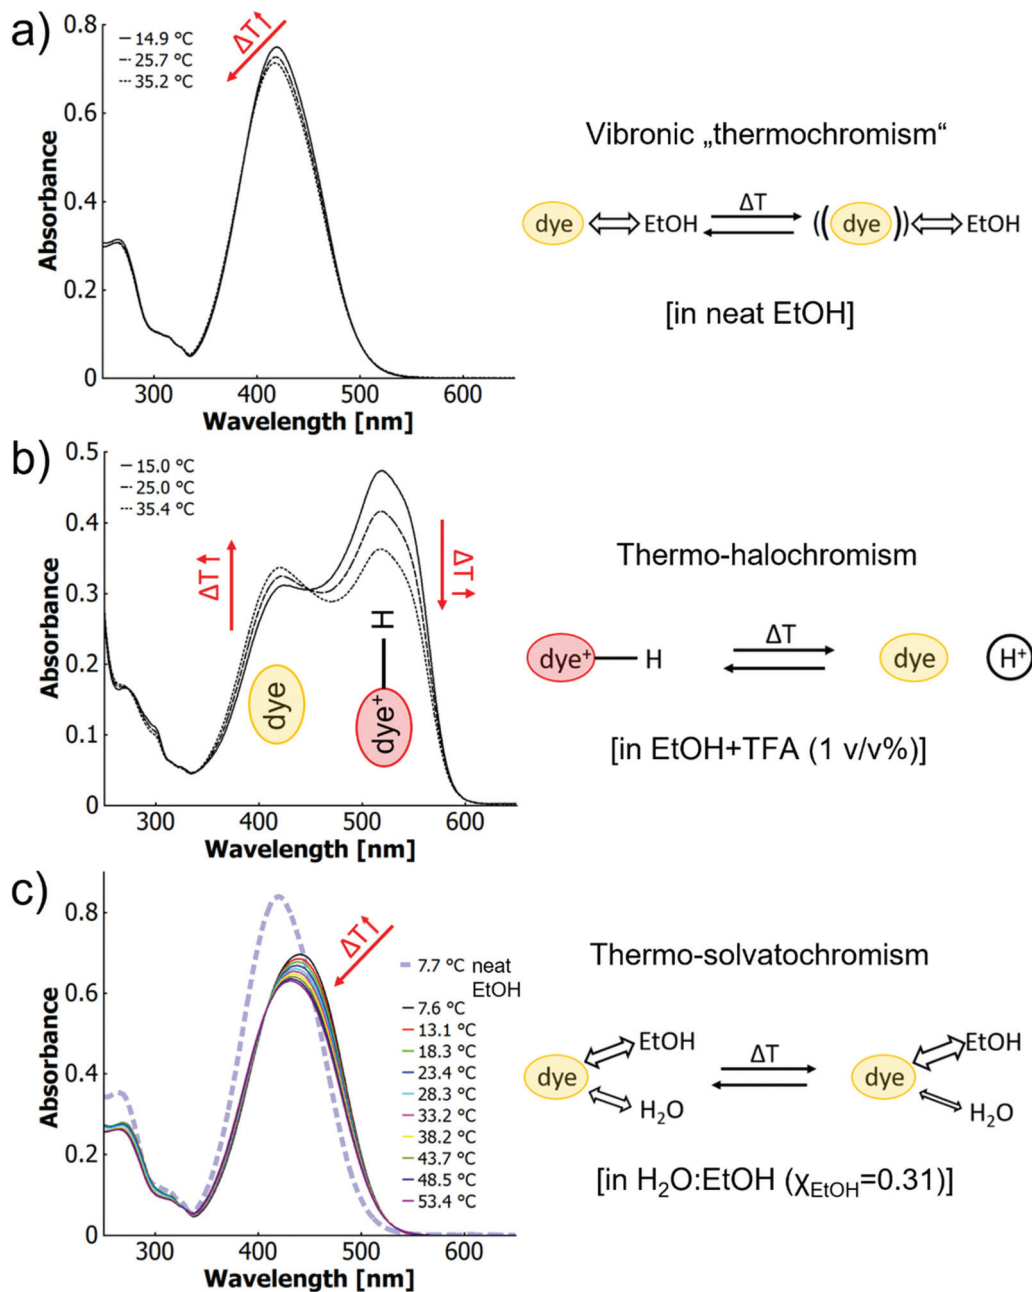 a)
0.8
0.6
0.4
0.2
0
Absorbance
14.9 °C
25.7 °C
35.2 °C
ΔT↑
300
400
500
600
Wavelength [nm]
Vibronic „thermochromism“
dye
EtOH
ΔT
((dye))
EtOH
[in neat EtOH]
b)
0.5
0.4
0.3
0.2
0.1
0
Absorbance
15.0 °C
25.0 °C
35.4 °C
ΔT↑
ΔT↑
dye
dye⁺
H
300
400
500
600
Wavelength [nm]
Thermo-halochromism
dye⁺
H
ΔT
dye
H⁺
[in EtOH+TFA (1 v/v%)]
c)
0.8
0.6
0.4
0.2
0
Absorbance
ΔT↑
7.7 °C neat
EtOH
7.6 °C
13.1 °C
18.3 °C
23.4 °C
28.3 °C
33.2 °C
38.2 °C
43.7 °C
48.5 °C
53.4 °C
300
400
500
600
Wavelength [nm]
Thermo-solvatochromism
dye
EtOH
H₂O
ΔT
dye
EtOH
H₂O
[in H₂O:EtOH (χEtOH=0.31)]